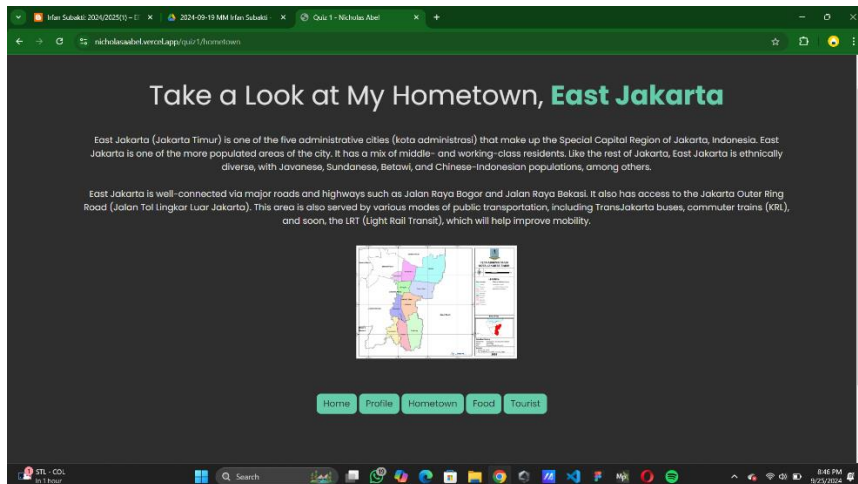 Irfan Subakti: 2024/2025(1) –
2024-09-19 MM Irfan Subakti -
Quiz 1 - Nicholas Abel
nicholasaabel.vercel.app/quiz1/hometown
Take a Look at My Hometown, East Jakarta
East Jakarta (Jakarta Timur) is one of the five administrative cities (kota administrasi) that make up the Special Capital Region of Jakarta, Indonesia. East
Jakarta is one of the more populated areas of the city. It has a mix of middle- and working-class residents. Like the rest of Jakarta, East Jakarta is ethnically
diverse, with Javanese, Sundanese, Betawi, and Chinese-Indonesian populations, among others.
East Jakarta is well-connected via major roads and highways such as Jalan Raya Bogor and Jalan Raya Bekasi. It also has access to the Jakarta Outer Ring
Road (Jalan Tol Lingkar Luar Jakarta). This area is also served by various modes of public transportation, including TransJakarta buses, commuter trains (KRL),
and soon, the LRT (Light Rail Transit), which will help improve mobility.
Home Profile Hometown Food Tourist
STL - COL
In 1 hour
Search
8:46 PM
9/25/2024